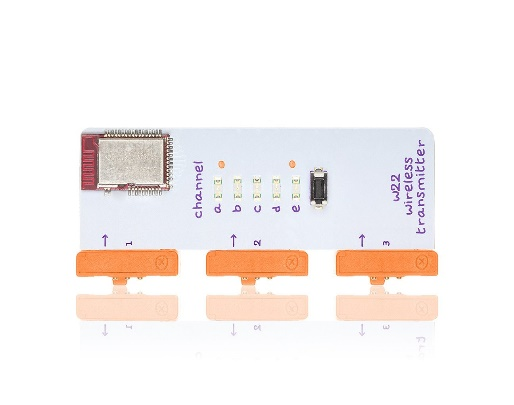 channel
a
b
c
d
e
w22
wireless
transmitter
1
2
3